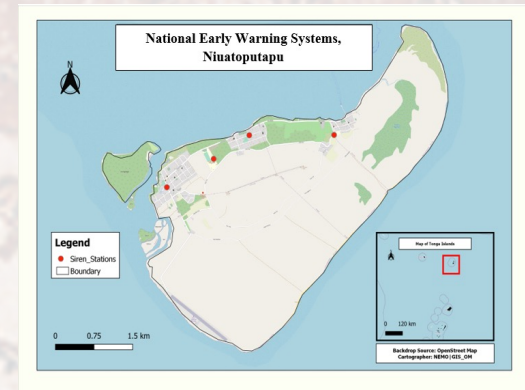 National Early Warning Systems,
Niuatoputapu
N
Legend
Siren_Stations
Boundary
0 0.75 1.5 km
Map of Tonga Islands
0 120 km
Backdrop Source: OpenStreet Map
Cartographer: NEMO|GIS_OM